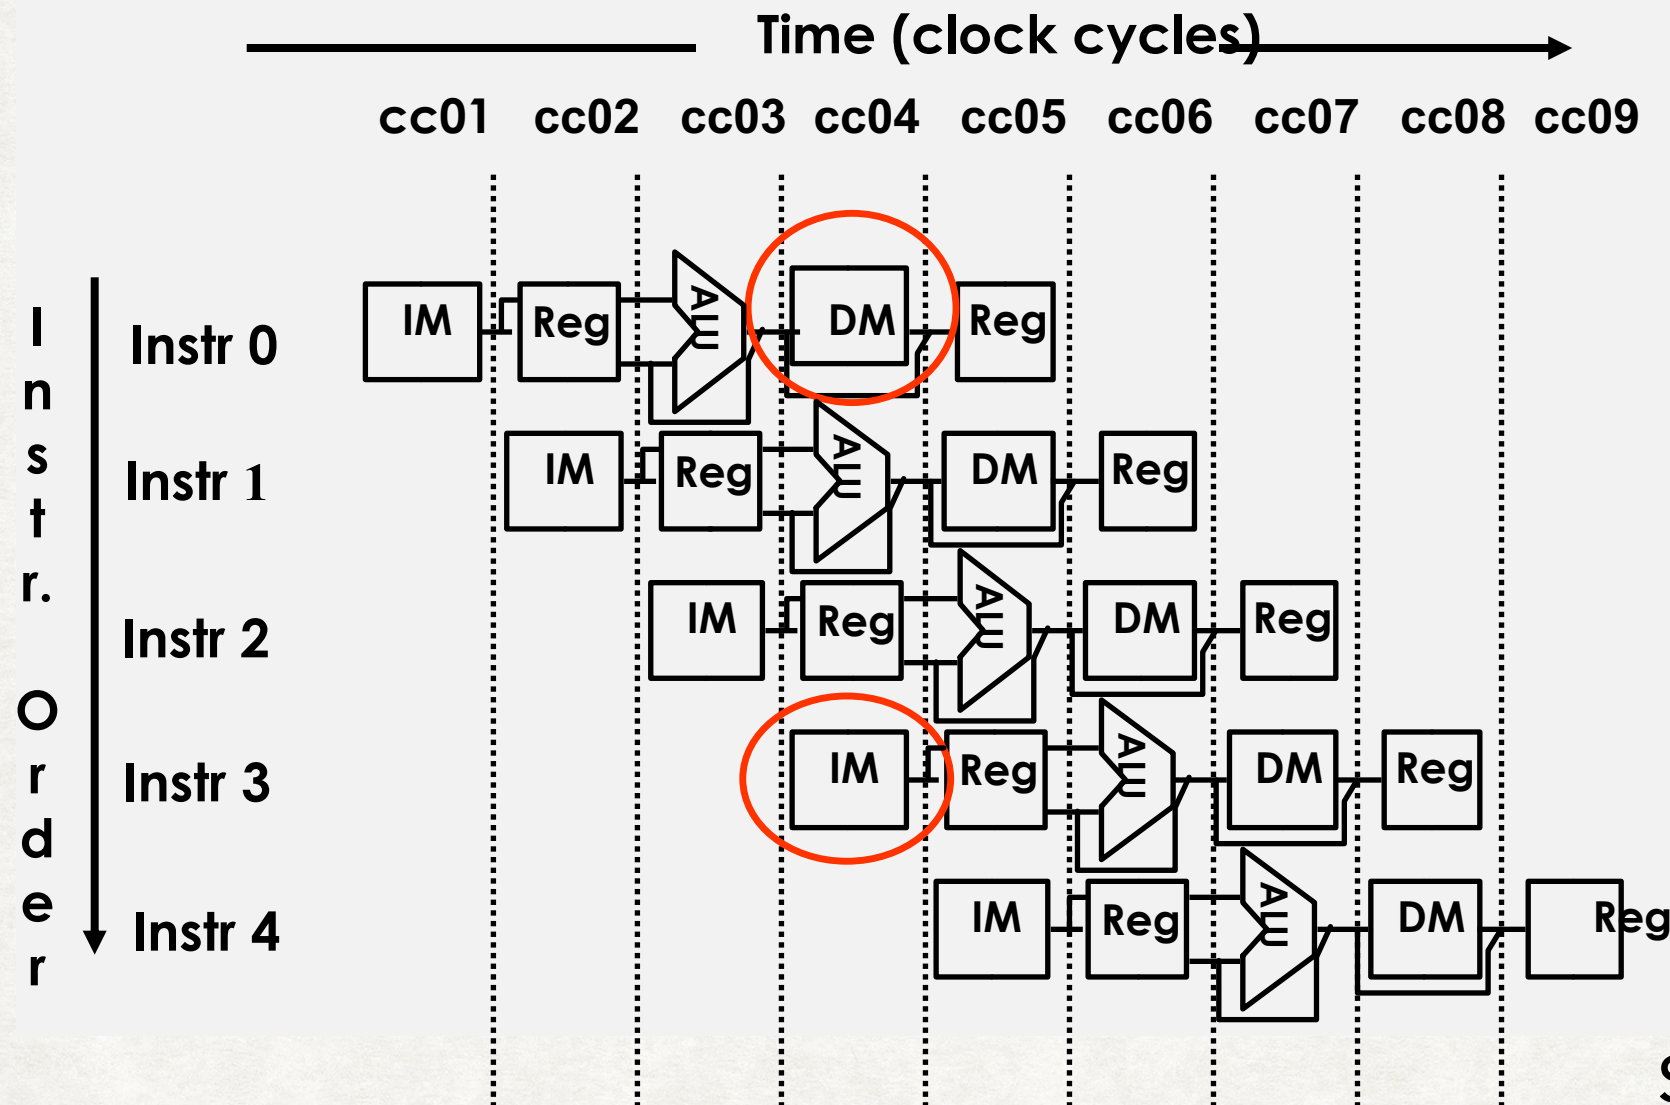 Time (clock cycles)
cc01 cc02 cc03 cc04 cc05 cc06 cc07 cc08 cc09
Instr. Order
Instr 0 IM Reg ALU DM Reg
Instr 1 IM Reg ALU DM Reg
Instr 2 IM Reg ALU DM Reg
Instr 3 IM Reg ALU DM Reg
Instr 4 IM Reg ALU DM Reg